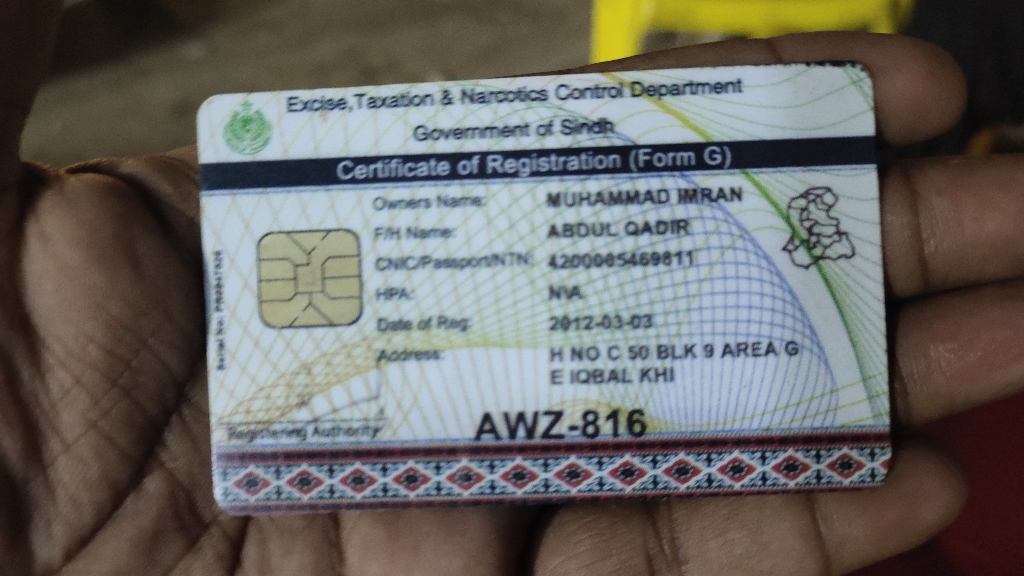 Excise,Taxation & Narcotics Control Department
Government of Sindh
Certificate of Registration (Form G)
Owners Name: MUHAMMAD IMRAN
F/H Name: ABDUL QADIR
CNIC/Passport/NTN: 4200005469811
HPA: N\A
Date of Reg: 2012-03-03
Address: H NO C 50 BLK 9 AREA G
E IQBAL KHI
Serial No.
Registering Authority
AWZ-816